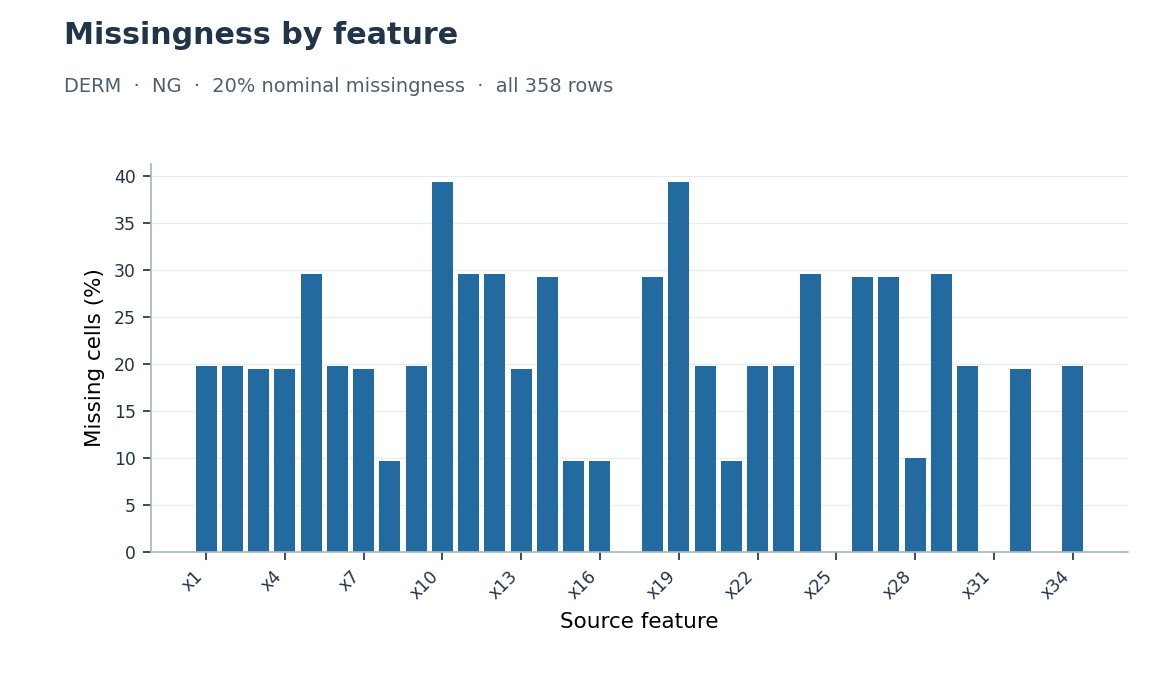 Missingness by feature
DERM · NG · 20% nominal missingness · all 358 rows
40
35
30
25
20
15
10
5
0
Missing cells (%)
x1 x4 x7 x10 x13 x16 x19 x22 x25 x28 x31 x34
Source feature